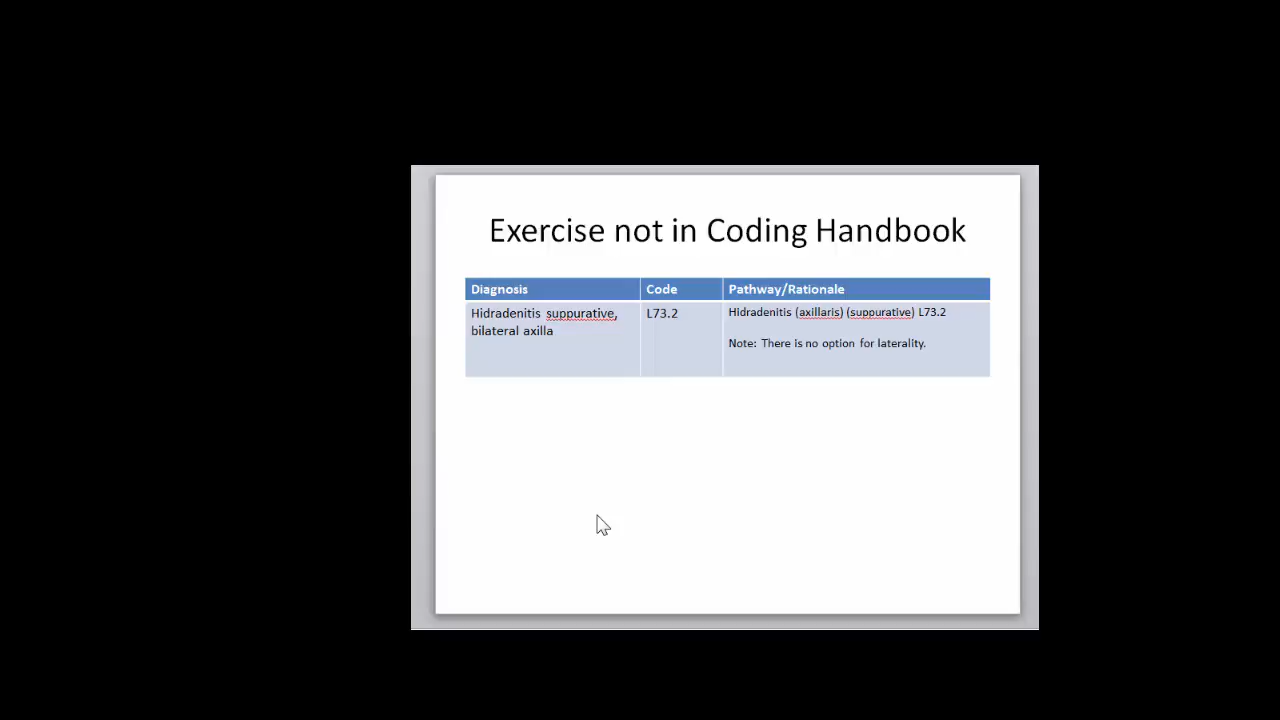 Exercise not in Coding Handbook
Diagnosis Code Pathway/Rationale
Hidradenitis suppurative, L73.2 Hidradenitis (axillaris) (suppurative) L73.2
bilateral axilla
Note: There is no option for laterality.